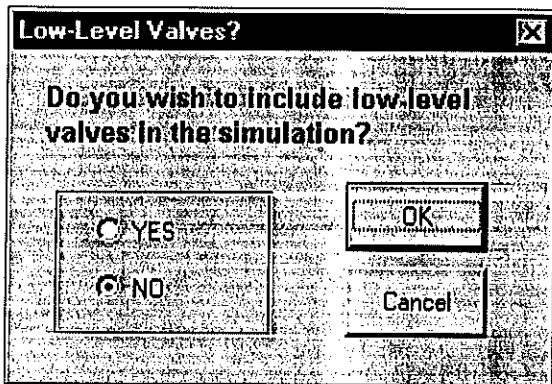 Low-Level Valves?
Do you wish to include low-level
valves in the simulation?
YES
NO
OK
Cancel